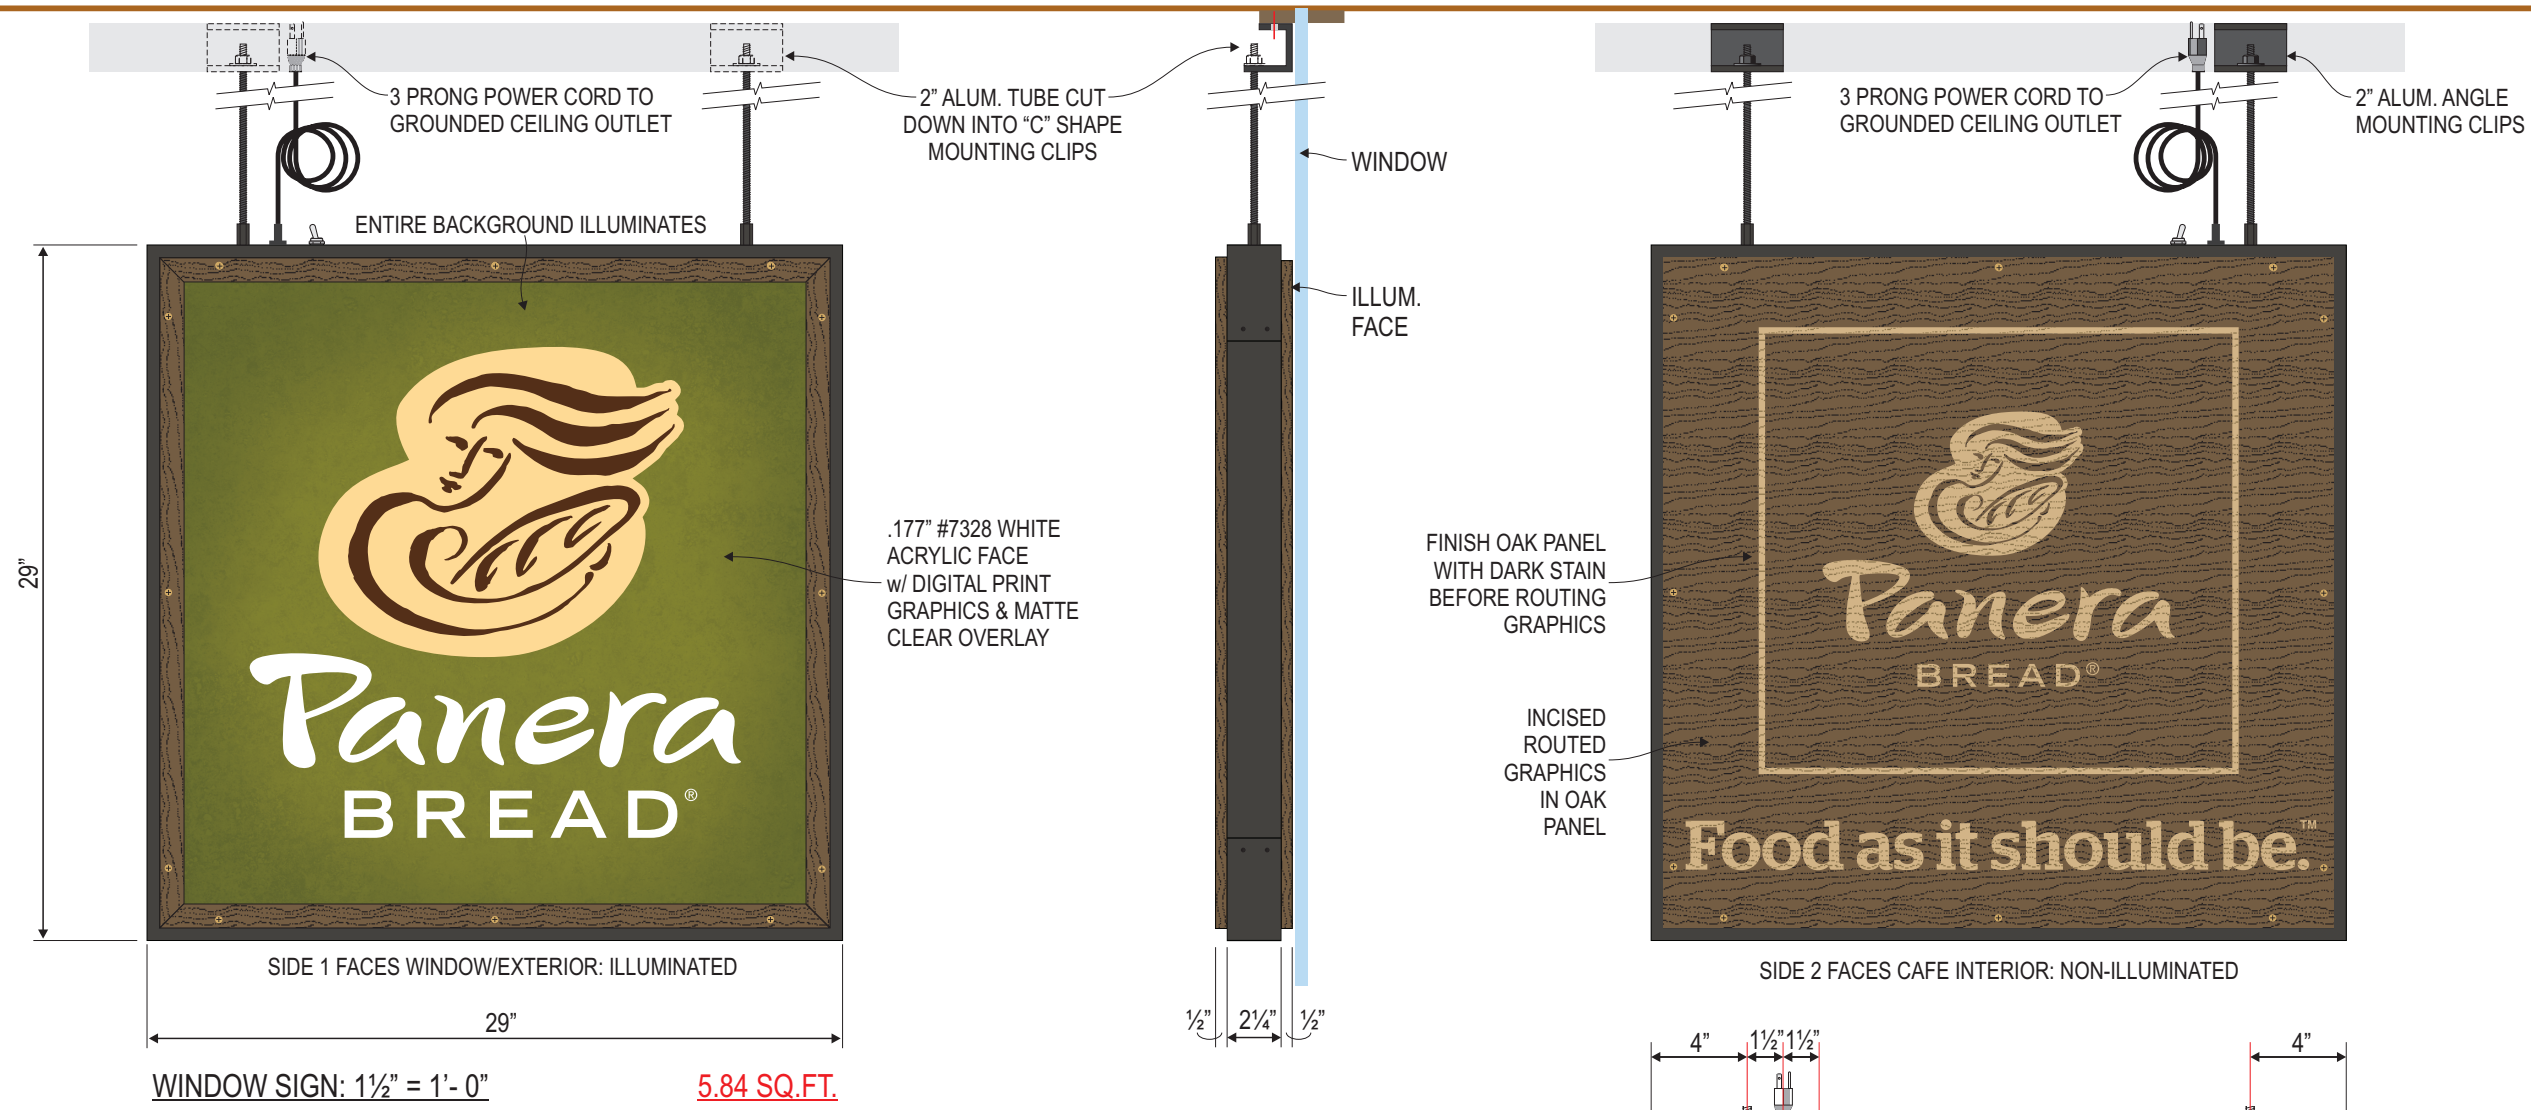 3 PRONG POWER CORD TO
GROUNDED CEILING OUTLET
2” ALUM. TUBE CUT
DOWN INTO “C” SHAPE
MOUNTING CLIPS
WINDOW
3 PRONG POWER CORD TO
GROUNDED CEILING OUTLET
2” ALUM. ANGLE
MOUNTING CLIPS
ENTIRE BACKGROUND ILLUMINATES
ILLUM.
FACE
29”
Panera
BREAD®
.177” #7328 WHITE
ACRYLIC FACE
w/ DIGITAL PRINT
GRAPHICS & MATTE
CLEAR OVERLAY
FINISH OAK PANEL
WITH DARK STAIN
BEFORE ROUTING
GRAPHICS
INCISED
ROUTED
GRAPHICS
IN OAK
PANEL
Panera
BREAD®
Food as it should be.™
SIDE 1 FACES WINDOW/EXTERIOR: ILLUMINATED
SIDE 2 FACES CAFE INTERIOR: NON-ILLUMINATED
29”
½” 2¼” ½”
4” 1½” 1½” 4”
WINDOW SIGN: 1½” = 1’- 0”
5.84 SQ.FT.